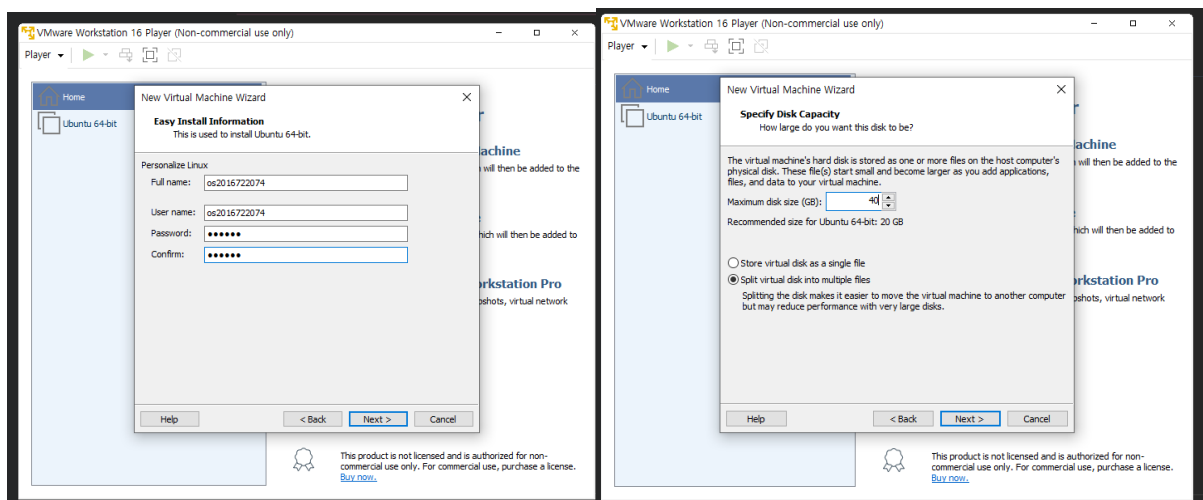 VMware Workstation 16 Player (Non-commercial use only)
Player
Home
Ubuntu 64-bit
New Virtual Machine Wizard
Easy Install Information
This is used to install Ubuntu 64-bit.
Personalize Linux
Full name: os2016722074
User name: os2016722074
Password: ●●●●●●
Confirm: ●●●●●●
Help < Back Next > Cancel
achine
will then be added to the
hich will then be added to
orkstation Pro
pshots, virtual network
This product is not licensed and is authorized for non-
commercial use only. For commercial use, purchase a license.
Buy now.
VMware Workstation 16 Player (Non-commercial use only)
Player
Home
Ubuntu 64-bit
New Virtual Machine Wizard
Specify Disk Capacity
How large do you want this disk to be?
The virtual machine's hard disk is stored as one or more files on the host computer's
physical disk. These file(s) start small and become larger as you add applications,
files, and data to your virtual machine.
Maximum disk size (GB): 40
Recommended size for Ubuntu 64-bit: 20 GB
Store virtual disk as a single file
Split virtual disk into multiple files
Splitting the disk makes it easier to move the virtual machine to another computer
but may reduce performance with very large disks.
Help < Back Next > Cancel
achine
will then be added to the
hich will then be added to
orkstation Pro
pshots, virtual network
This product is not licensed and is authorized for non-
commercial use only. For commercial use, purchase a license.
Buy now.